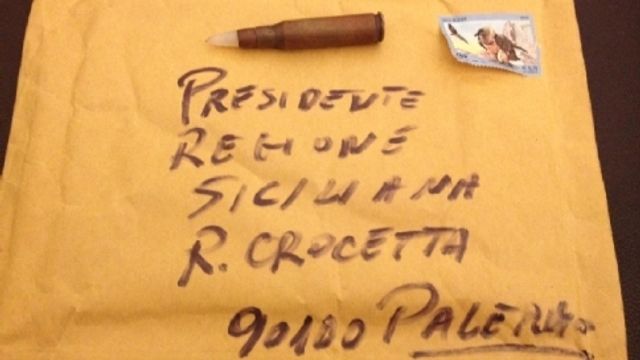 PRESIDENTE
REGIONE
SICILIANA
R. CROCETTA
90100 PALERMO